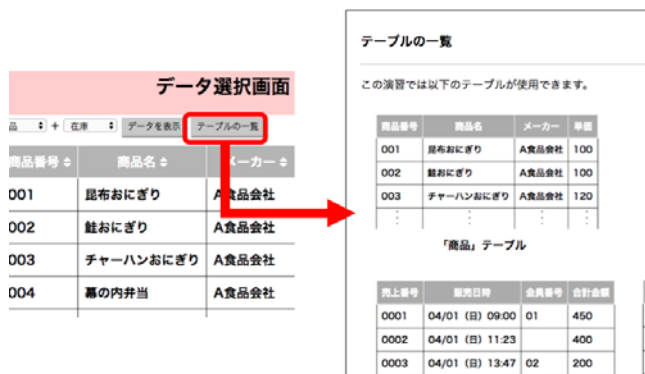 データ選択画面
品 + 在庫 データを表示 テーブルの一覧
商品番号 商品名 メーカー
001 昆布おにぎり A食品会社
002 鮭おにぎり A食品会社
003 チャーハンおにぎり A食品会社
004 幕の内弁当 A食品会社
テーブルの一覧
この演習では以下のテーブルが使用できます。
商品番号 商品名 メーカー 単価
001 昆布おにぎり A食品会社 100
002 鮭おにぎり A食品会社 100
003 チャーハンおにぎり A食品会社 120
「商品」テーブル
売上番号 販売日時 会員番号 合計金額
0001 04/01（日）09:00 01 450
0002 04/01（日）11:23 400
0003 04/01（日）13:47 02 200